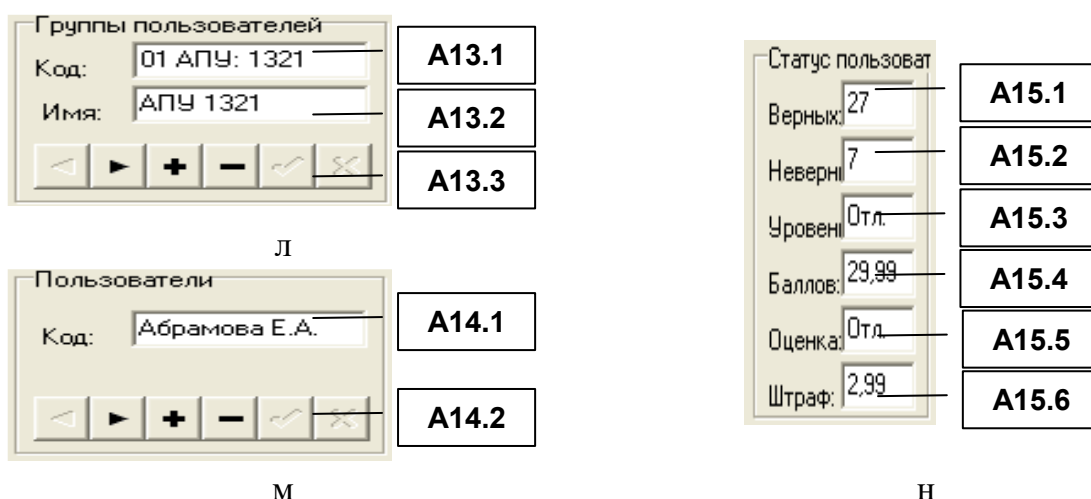 Группы пользователей
Код: 01 АПУ: 1321
A13.1
Имя: АПУ 1321
A13.2
A13.3
л
Пользователи
Код: Абрамова Е.А.
A14.1
A14.2
м
Статус пользоват
Верных: 27
A15.1
Неверн 7
A15.2
Уровен Отл.
A15.3
Баллов: 29,99
A15.4
Оценка: Отл.
A15.5
Штраф: 2,99
A15.6
н